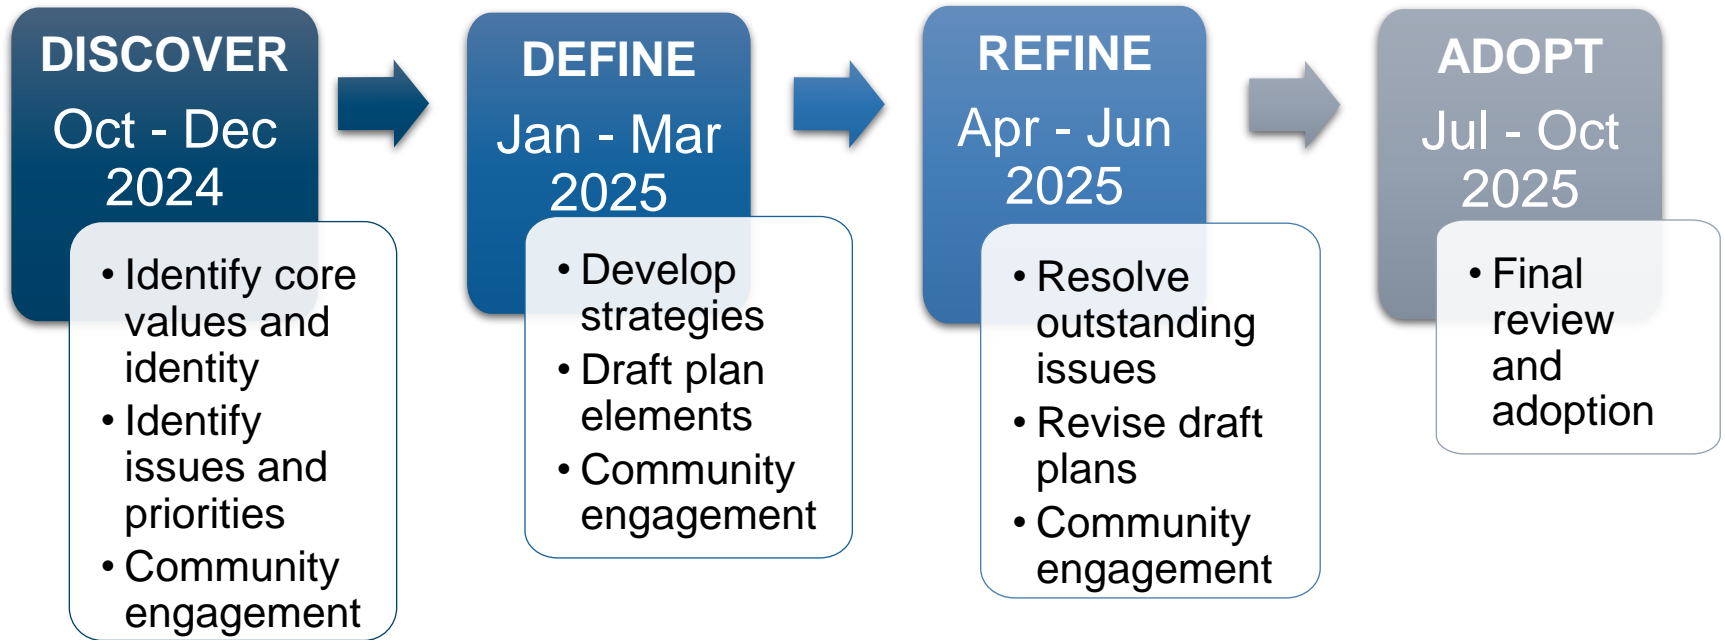 DISCOVER
Oct - Dec
2024
• Identify core
values and
identity
• Identify
issues and
priorities
• Community
engagement
DEFINE
Jan - Mar
2025
• Develop
strategies
• Draft plan
elements
• Community
engagement
REFINE
Apr - Jun
2025
• Resolve
outstanding
issues
• Revise draft
plans
• Community
engagement
ADOPT
Jul - Oct
2025
• Final
review
and
adoption